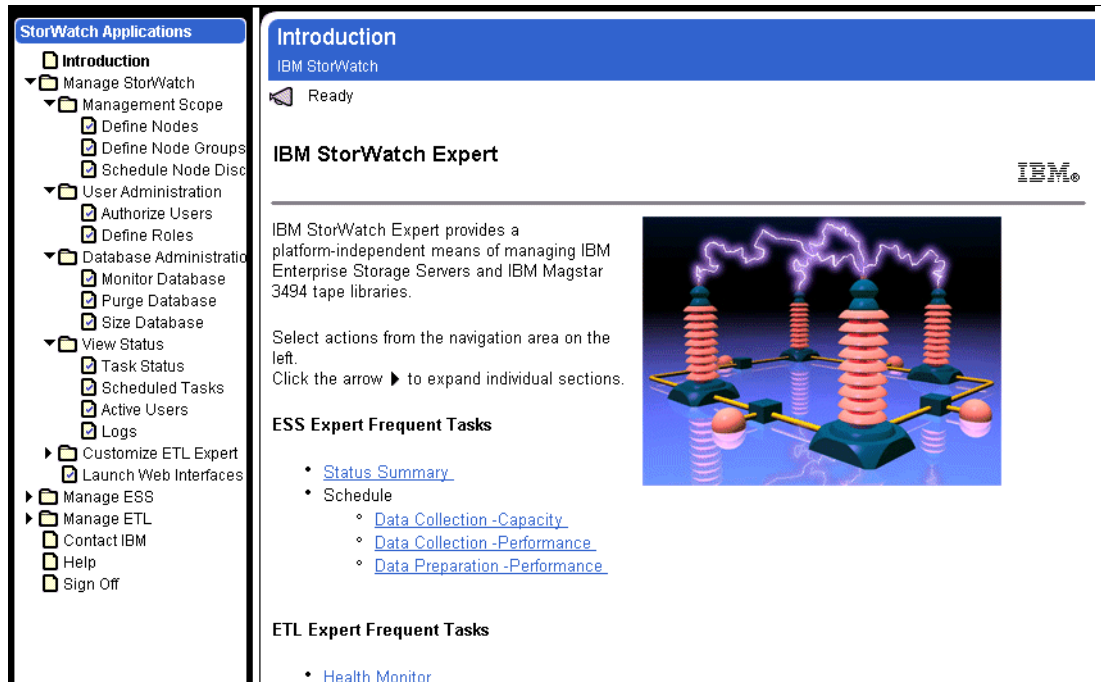 StorWatch Applications
Introduction
Manage StorWatch
Management Scope
Define Nodes
Define Node Groups
Schedule Node Disc
User Administration
Authorize Users
Define Roles
Database Administratio
Monitor Database
Purge Database
Size Database
View Status
Task Status
Scheduled Tasks
Active Users
Logs
Customize ETL Expert
Launch Web Interfaces
Manage ESS
Manage ETL
Contact IBM
Help
Sign Off
Introduction
IBM StorWatch
Ready
IBM StorWatch Expert
IBM®
IBM StorWatch Expert provides a
platform-independent means of managing IBM
Enterprise Storage Servers and IBM Magstar
3494 tape libraries.
Select actions from the navigation area on the
left.
Click the arrow ▶ to expand individual sections.
ESS Expert Frequent Tasks
• Status Summary
• Schedule
° Data Collection -Capacity
° Data Collection -Performance
° Data Preparation -Performance
ETL Expert Frequent Tasks
• Health Monitor